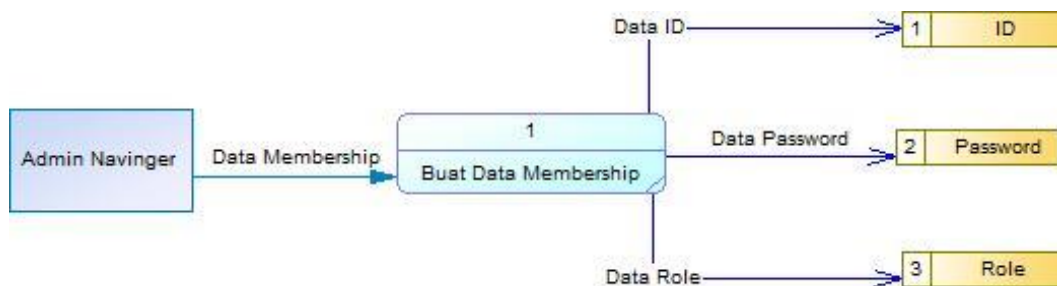 Data ID
1
ID
1
Data Password
2
Password
Admin Navinger
Data Membership
Buat Data Membership
Data Role
3
Role